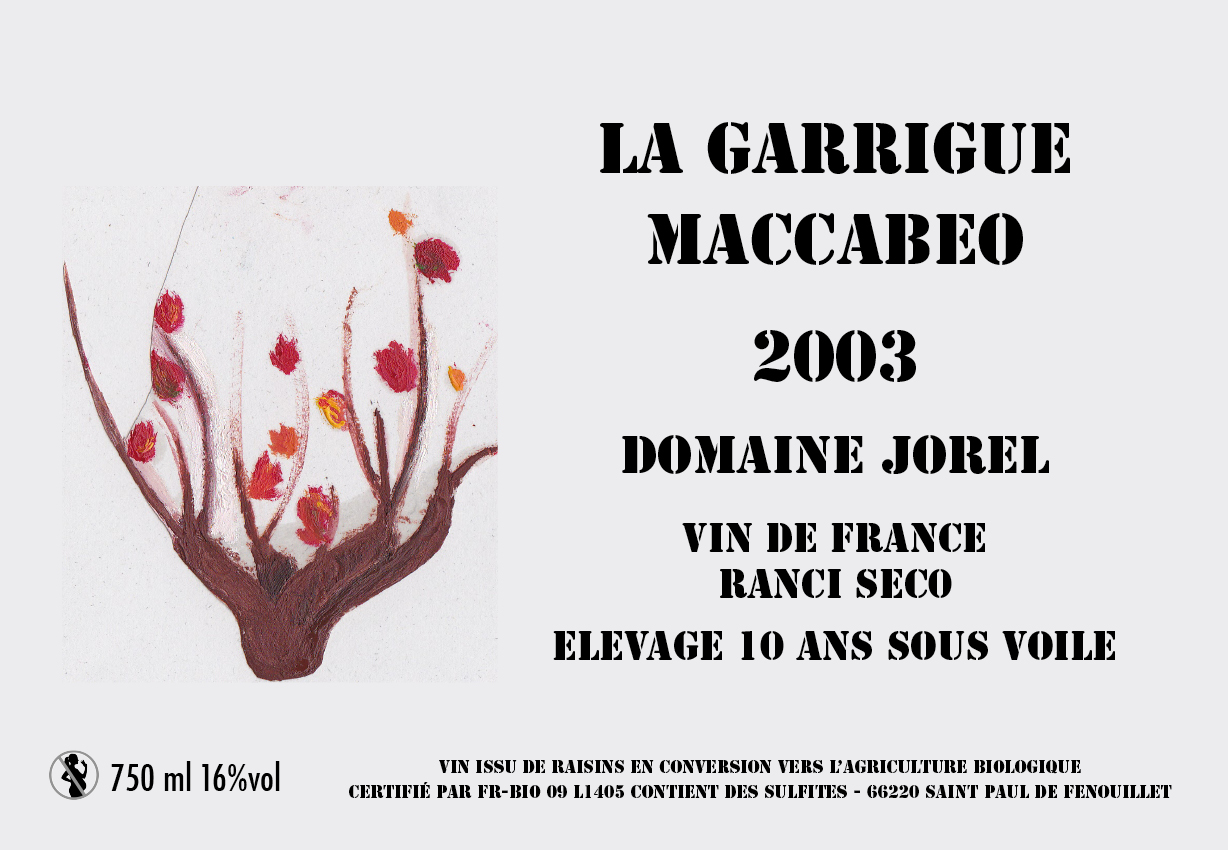 LA GARRIGUE
MACCABEO
2003
DOMAINE JOREL
VIN DE FRANCE
RANCI SECO
ELEVAGE 10 ANS SOUS VOILE
750 ml 16%vol
VIN ISSU DE RAISINS EN CONVERSION VERS L'AGRICULTURE BIOLOGIQUE
CERTIFIÉ PAR FR-BIO 09 L1405 CONTIENT DES SULFITES - 66220 SAINT PAUL DE FENOUILLET